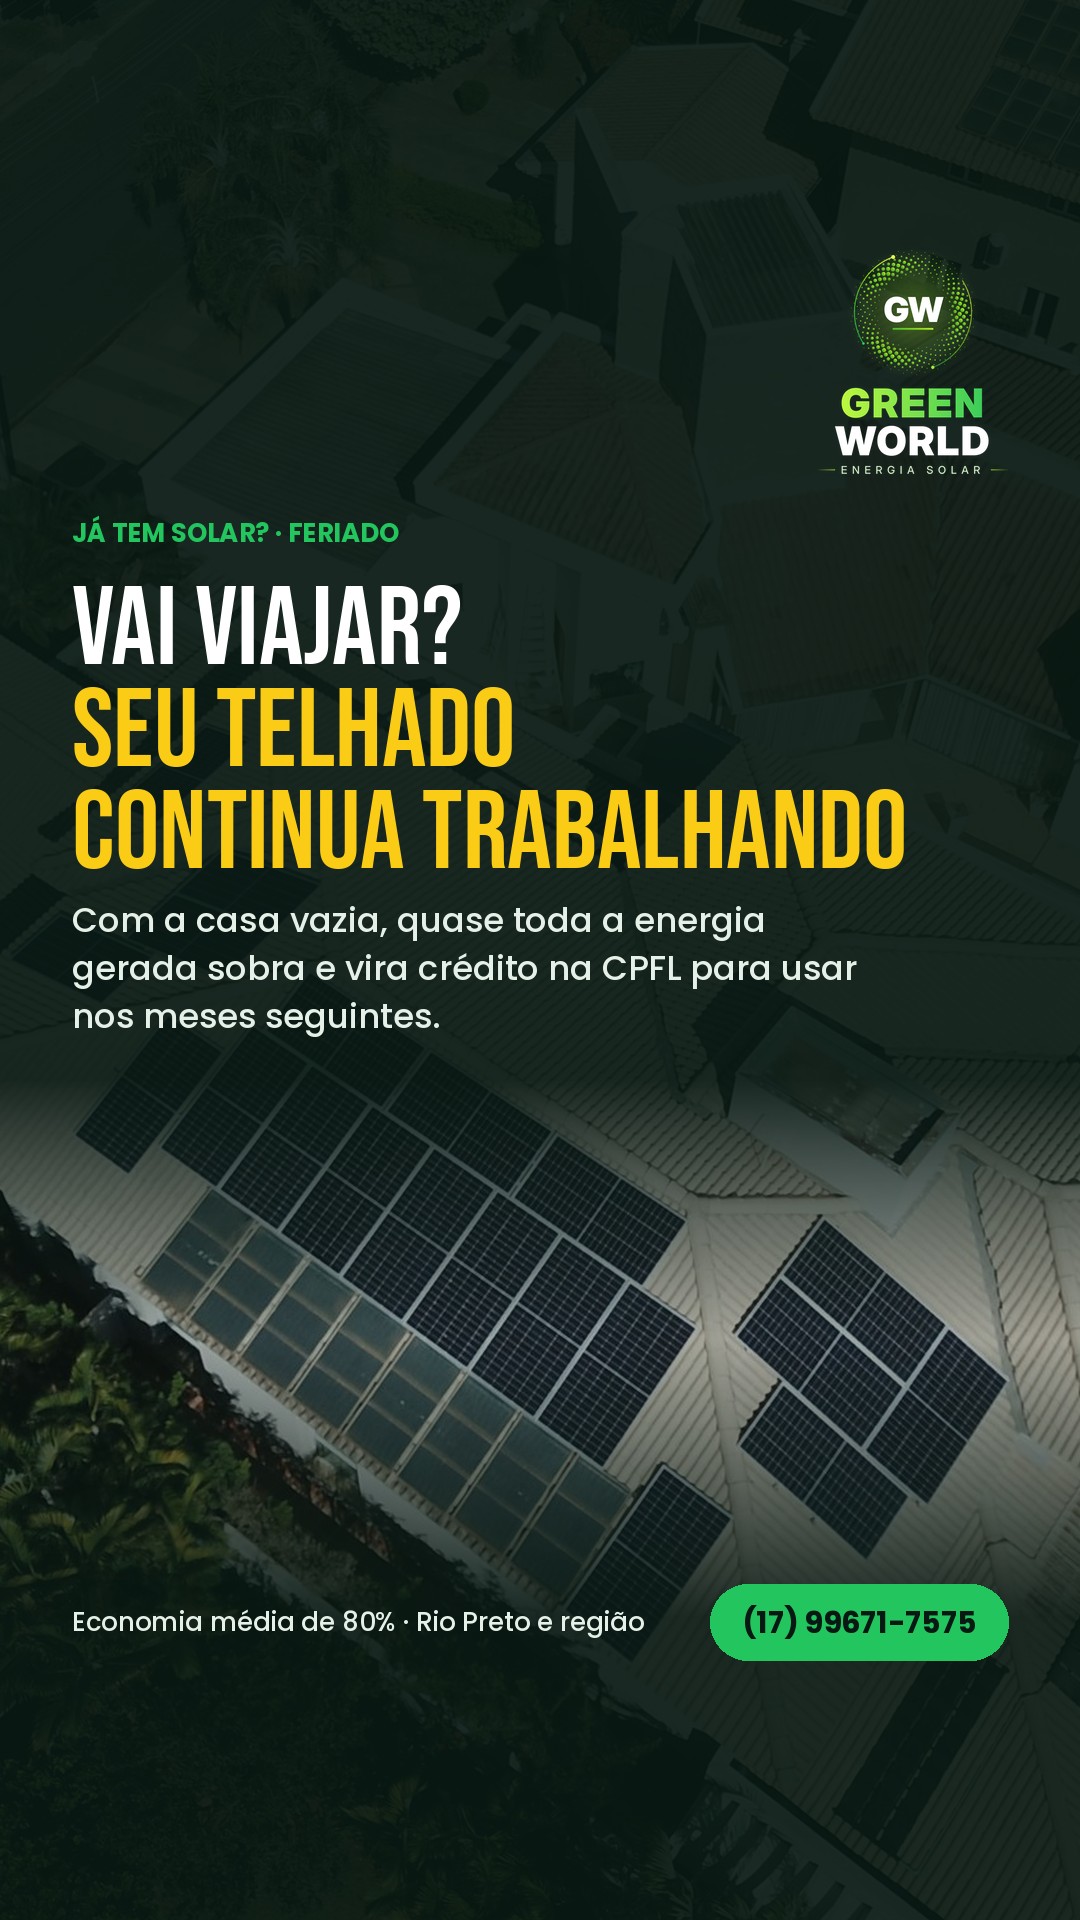 GW
GREEN
WORLD
ENERGIA SOLAR
JÁ TEM SOLAR? · FERIADO
VAI VIAJAR?
SEU TELHADO
CONTINUA TRABALHANDO
Com a casa vazia, quase toda a energia
gerada sobra e vira crédito na CPFL para usar
nos meses seguintes.
Economia média de 80% · Rio Preto e região
(17) 99671-7575